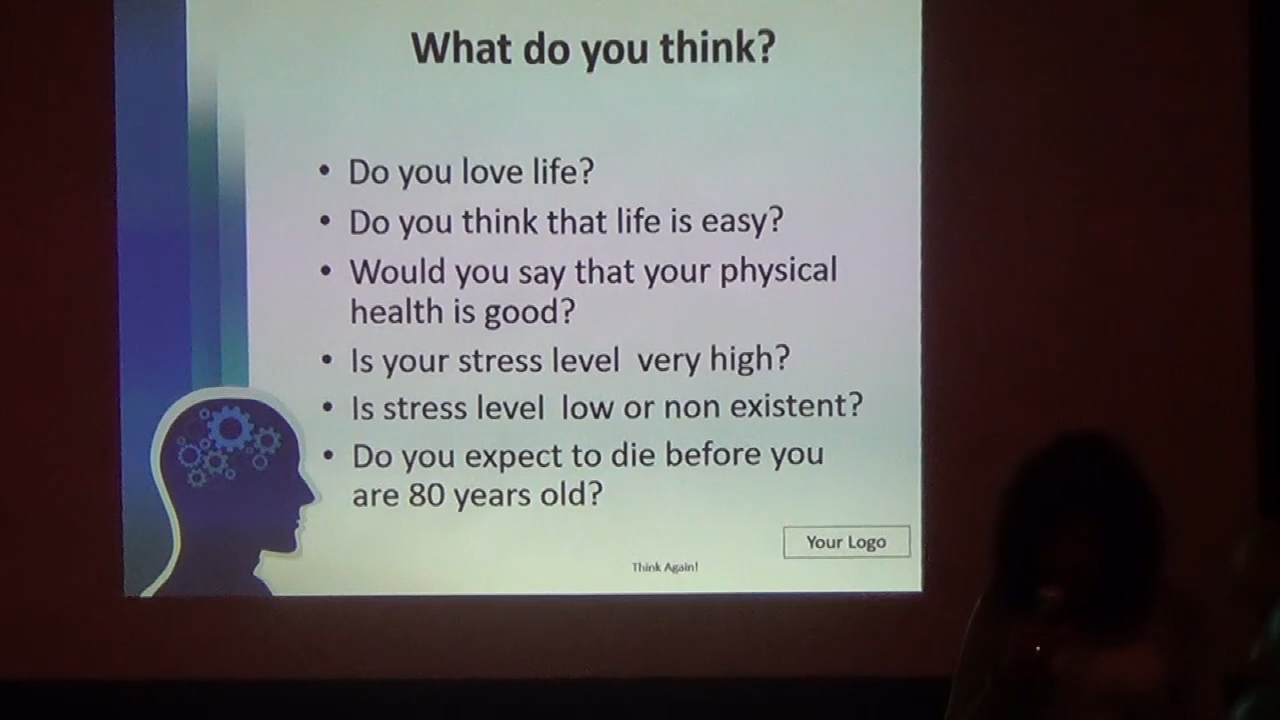 What do you think?
• Do you love life?
• Do you think that life is easy?
• Would you say that your physical
health is good?
• Is your stress level  very high?
• Is stress level  low or non existent?
• Do you expect to die before you
are 80 years old?
Your Logo
Think Again!